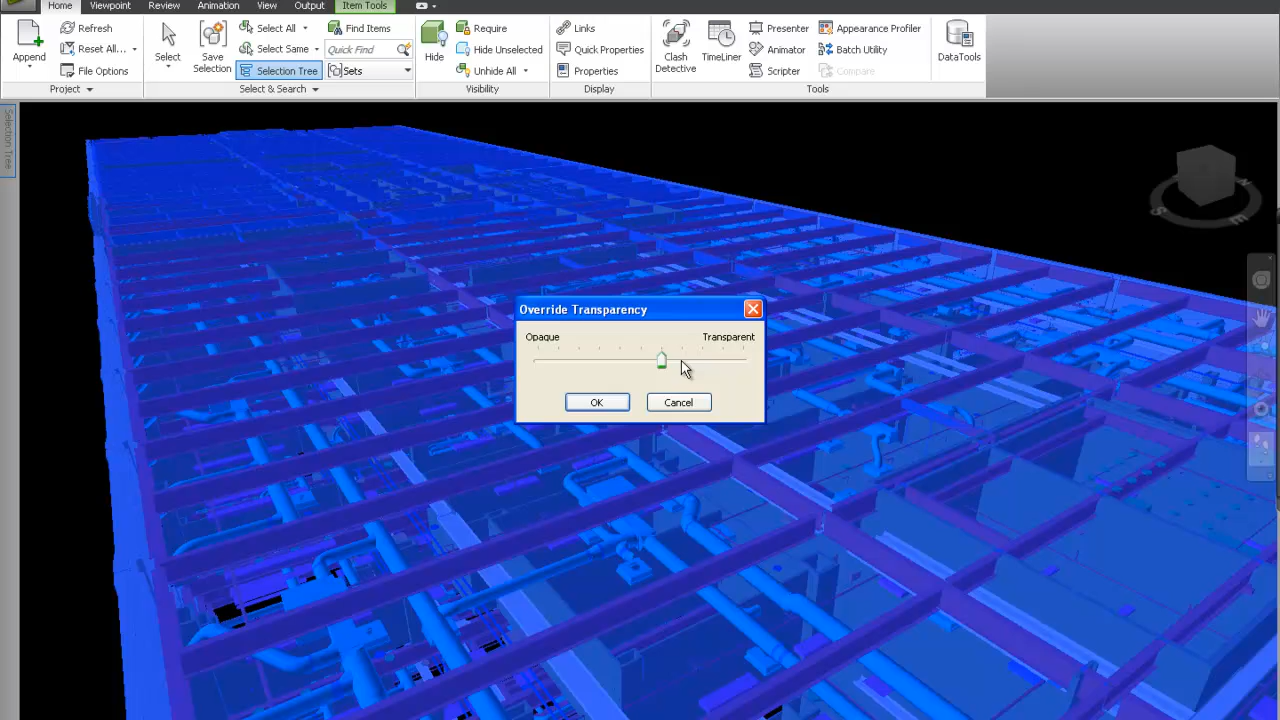 Home Viewpoint Review Animation View Output Item Tools
Append
Refresh
Reset All...
File Options
Project
Select
Save Selection
Select All
Select Same
Selection Tree
Find Items
Quick Find
Sets
Select & Search
Hide
Require
Hide Unselected
Unhide All
Visibility
Links
Quick Properties
Properties
Display
Clash Detective
TimeLiner
Presenter
Animator
Scripter
Appearance Profiler
Batch Utility
Compare
Tools
DataTools
Selection Tree
S
E
Override Transparency
Opaque Transparent
OK Cancel